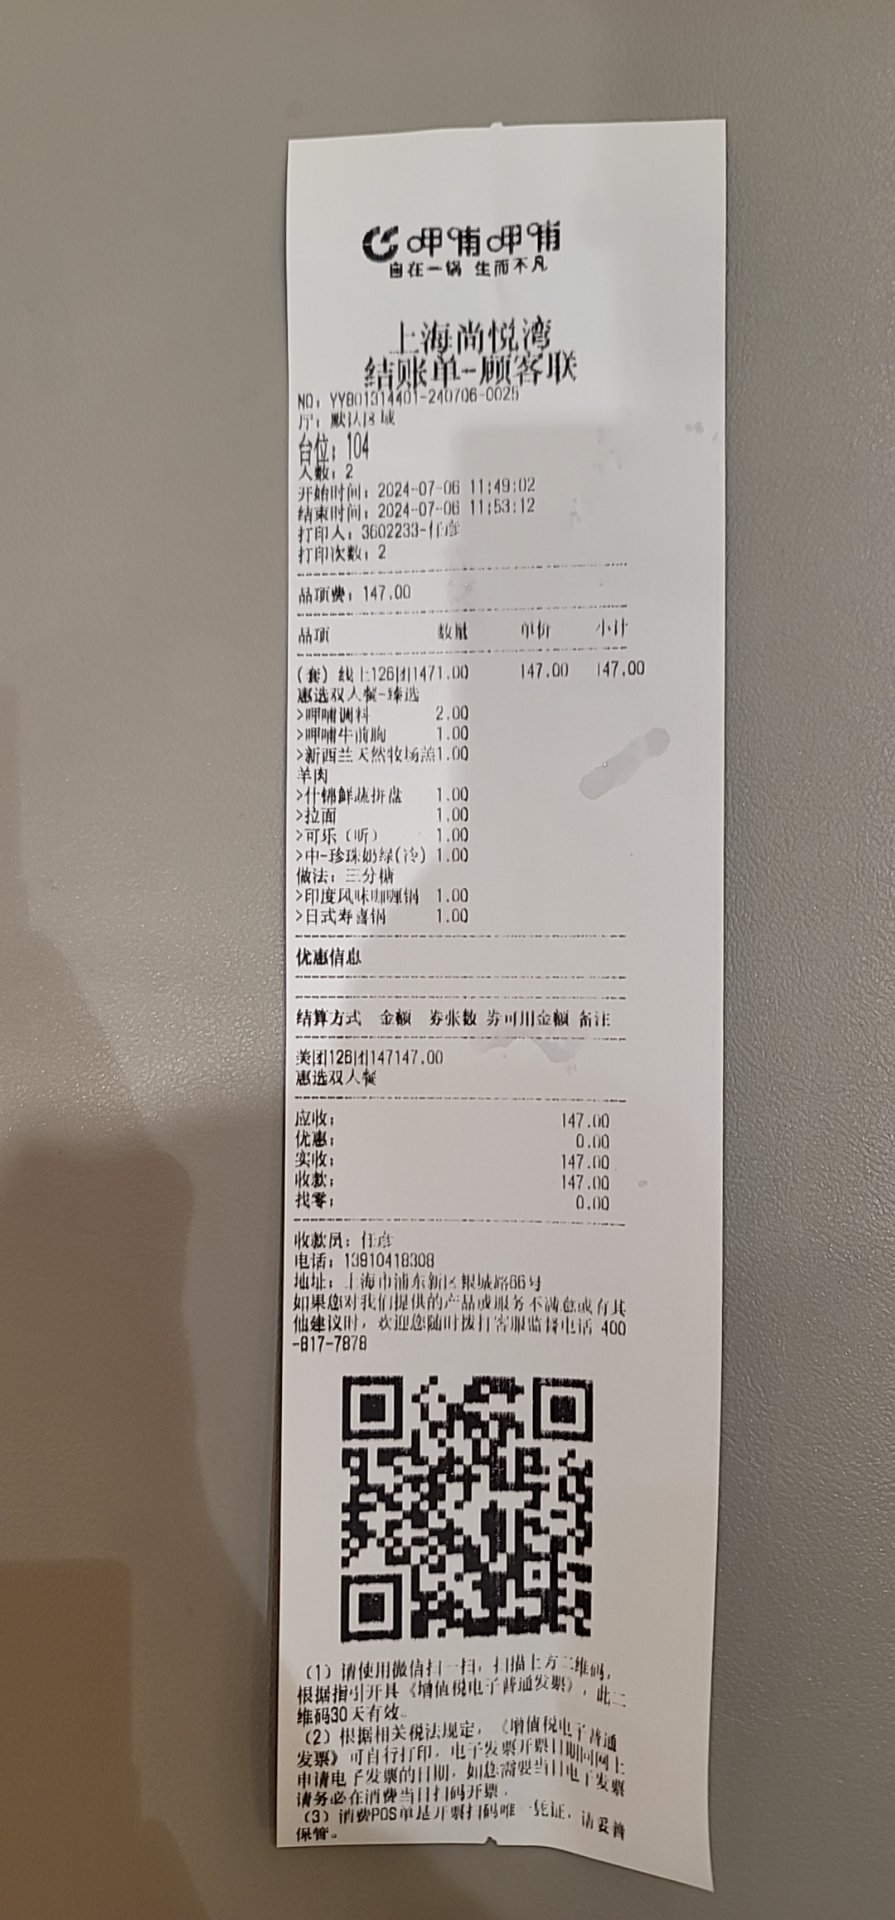 呷哺呷哺
自在一锅 生而不凡
上海尚悦湾
结账单-顾客联
NO: YY801314401-240706-0025
厅: 默认区域
台位: 104
人数: 2
开始时间: 2024-07-06 11:49:02
结束时间: 2024-07-06 11:53:12
打印人: 3602233-任彦
打印次数: 2
品项费: 147.00
品项 数量 单价 小计
(套) 线上126团1471.00 147.00 147.00
惠选双人餐-臻选
>呷哺调料 2.00
>呷哺牛前胸 1.00
>新西兰天然牧场羔1.00
羊肉
>什锦鲜蔬拼盘 1.00
>拉面 1.00
>可乐（听） 1.00
>中-珍珠奶绿(冷) 1.00
做法: 三分糖
>印度风味咖喱锅 1.00
>日式寿喜锅 1.00
优惠信息
结算方式 金额 券张数 券可用金额 备注
美团126团147147.00
惠选双人餐
应收: 147.00
优惠: 0.00
实收: 147.00
收款: 147.00
找零: 0.00
收款员: 任彦
电话: 13910418308
地址: 上海市浦东新区银城路66号
如果您对我们提供的产品或服务不满意或有其
他建议时, 欢迎您随时拨打客服监督电话 400
-817-7878
(1) 请使用微信扫一扫, 扫描上方二维码,
根据指引开具《增值税电子普通发票》, 此二
维码30天有效。
(2) 根据相关税法规定, 《增值税电子普通
发票》可自行打印, 电子发票开票日期同网上
申请电子发票的日期, 如您需要当日电子发票
请务必在消费当日扫码开票。
(3) 消费POS单是开票扫码唯一凭证, 请妥善
保管。